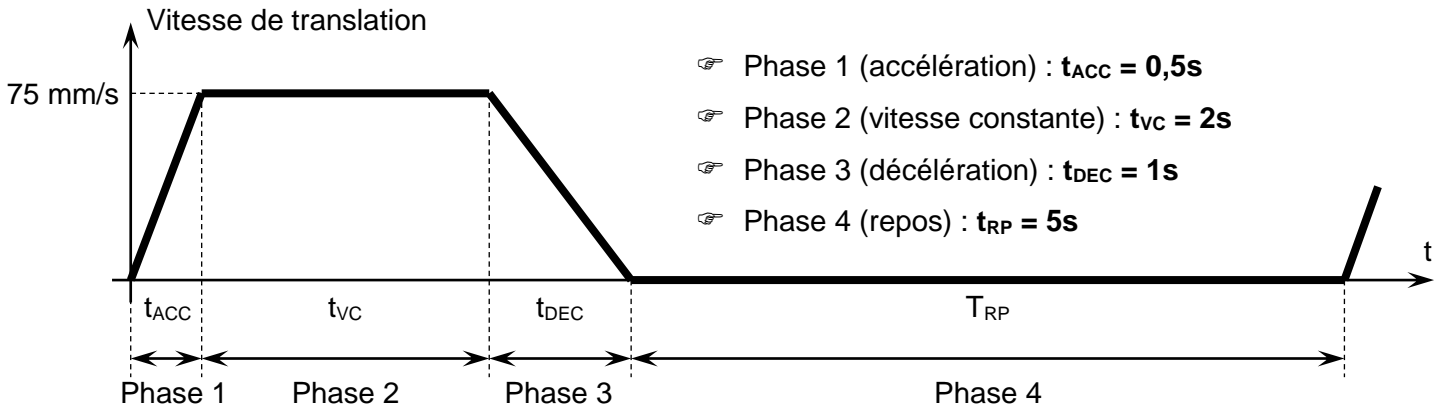 Vitesse de translation
75 mm/s
☞ Phase 1 (accélération) : tACC = 0,5s
☞ Phase 2 (vitesse constante) : tVC = 2s
☞ Phase 3 (décélération) : tDEC = 1s
☞ Phase 4 (repos) : tRP = 5s
t
tACC tVC tDEC TRP
Phase 1 Phase 2 Phase 3 Phase 4